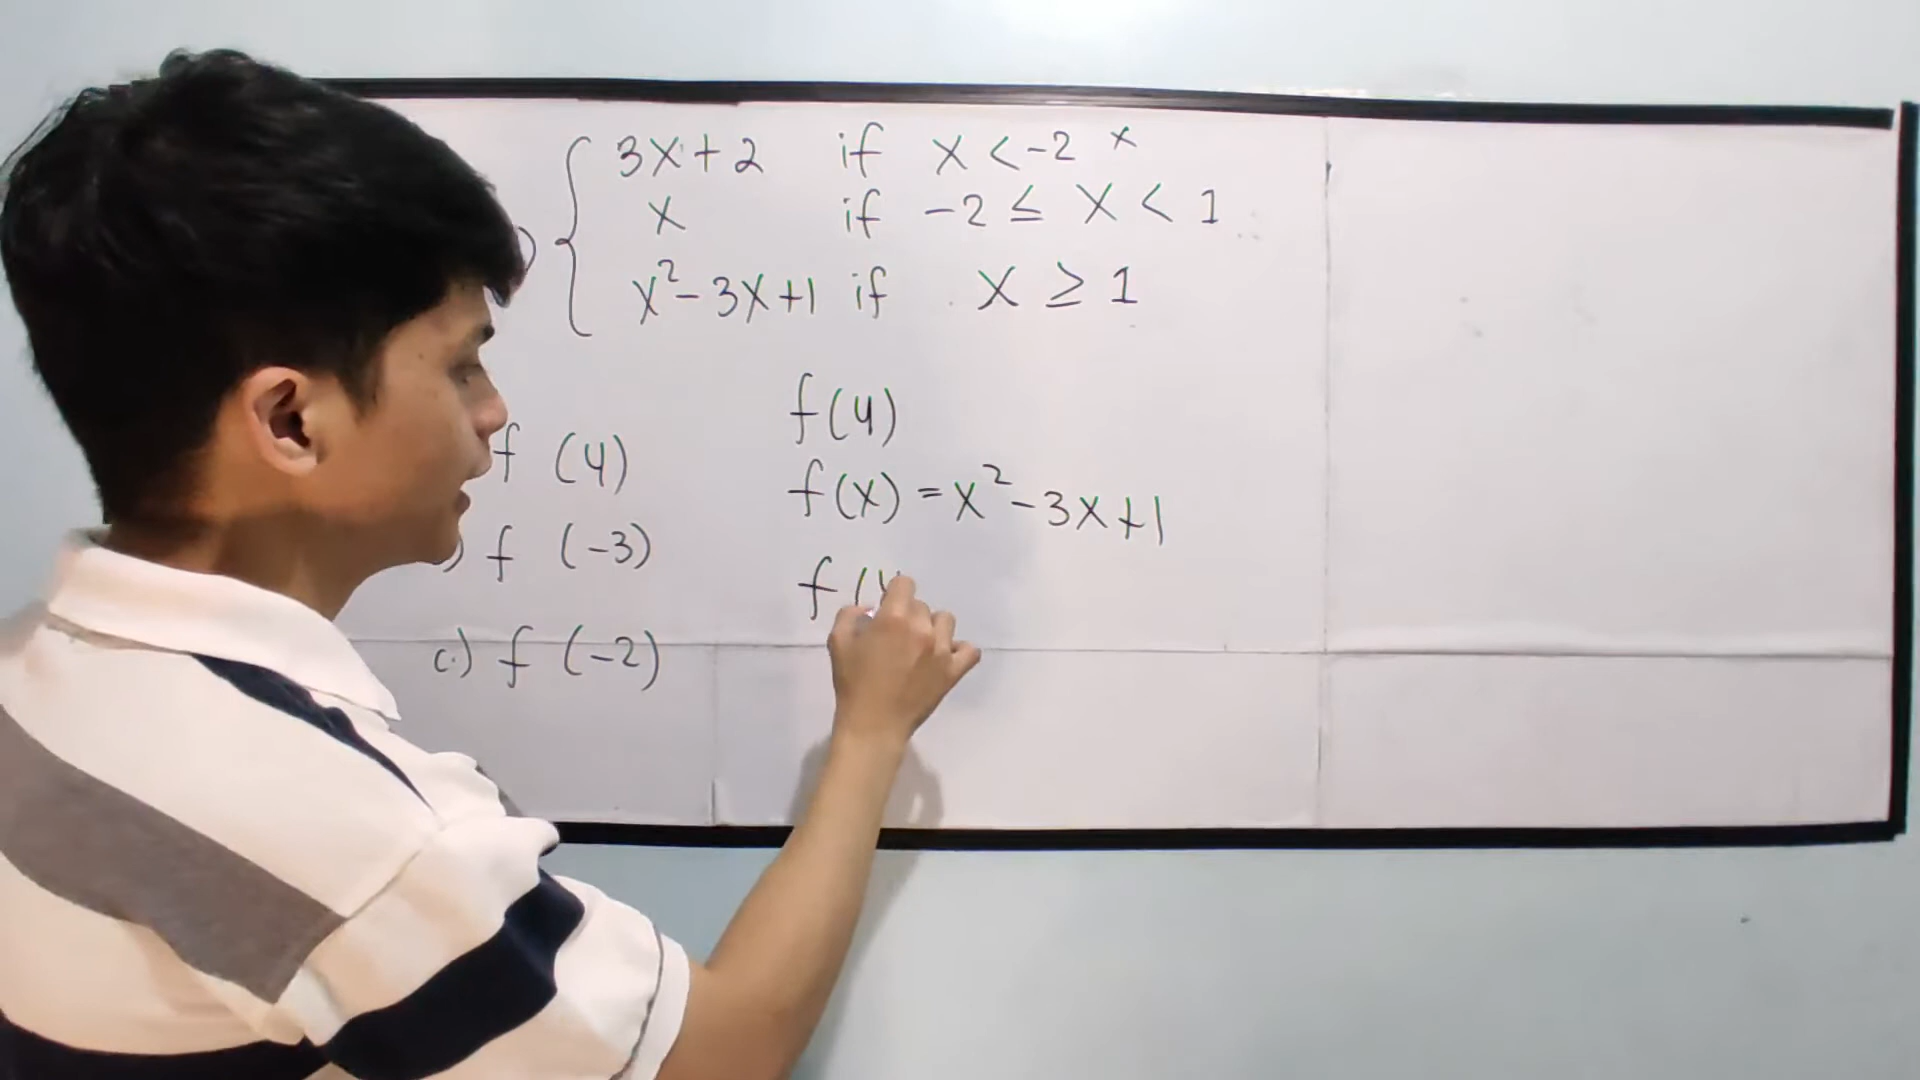 ) { 3x+2 if x < -2 x
x if -2 ≤ x < 1
x²-3x+1 if x ≥ 1
f (4)
) f (-3)
c.) f (-2)
f(4)
f(x) = x²-3x+1
f (4